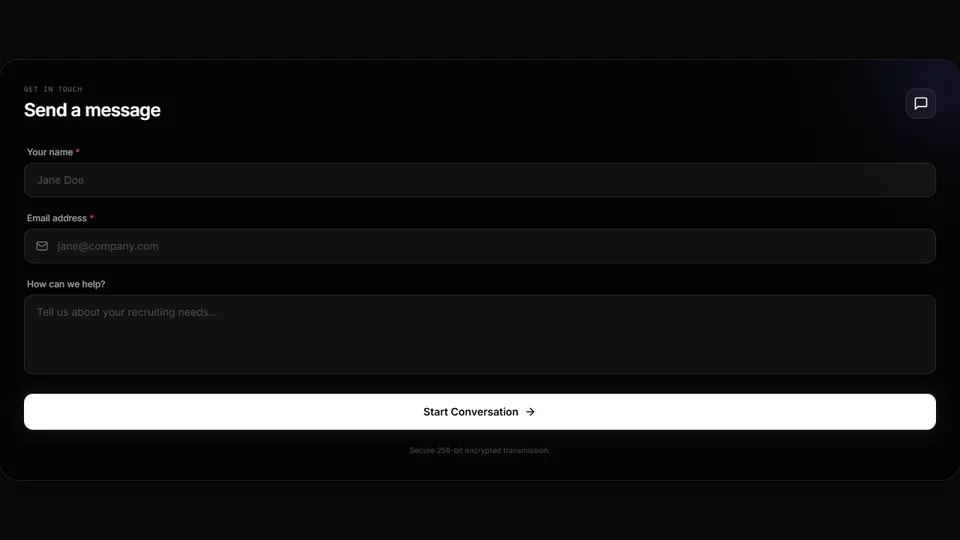 GET IN TOUCH
Send a message
Your name *
Jane Doe
Email address *
jane@company.com
How can we help?
Tell us about your recruiting needs...
Start Conversation →
Secure 256-bit encrypted transmission.